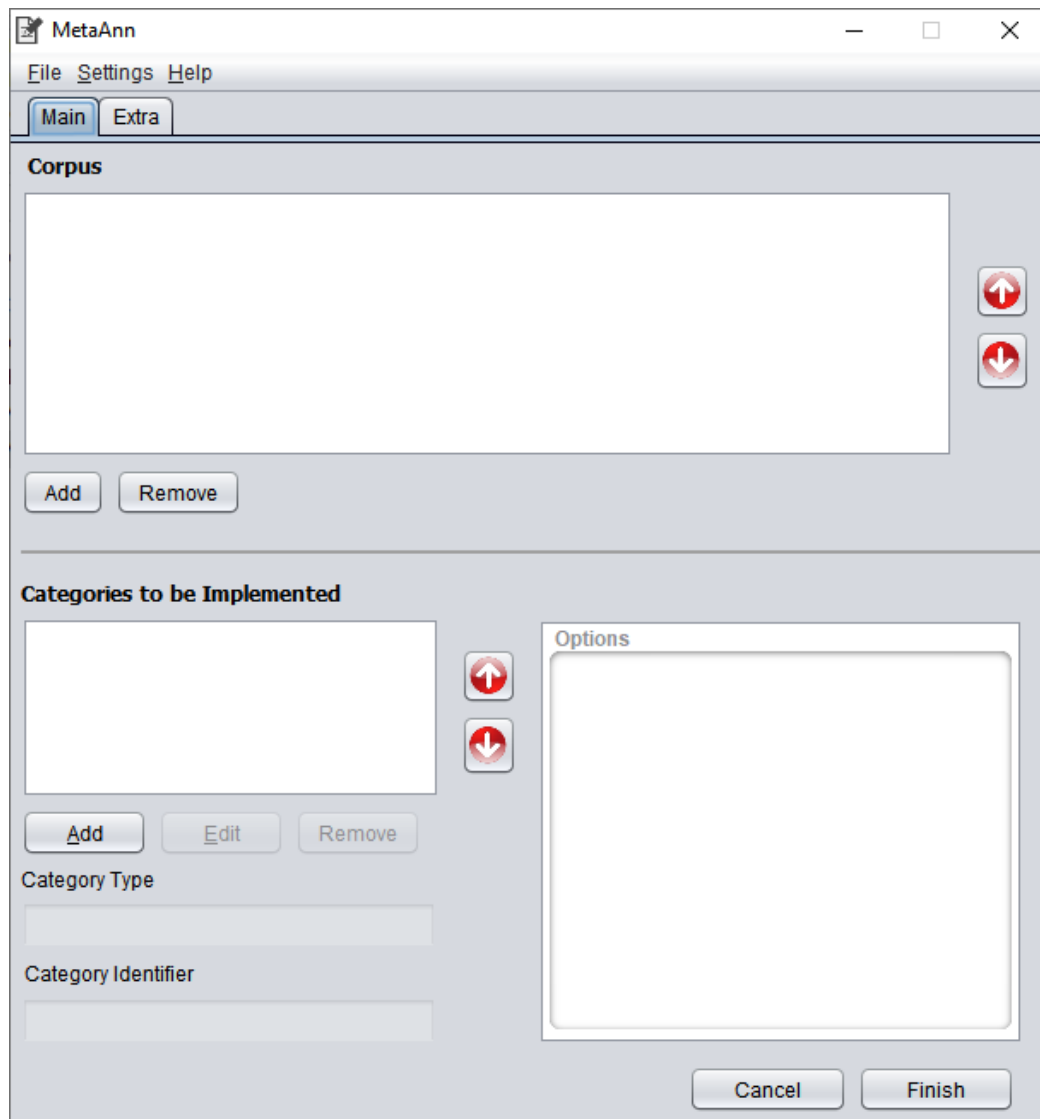 MetaAnn
File Settings Help
Main Extra
Corpus
Add Remove
Categories to be Implemented
Options
Add Edit Remove
Category Type
Category Identifier
Cancel Finish